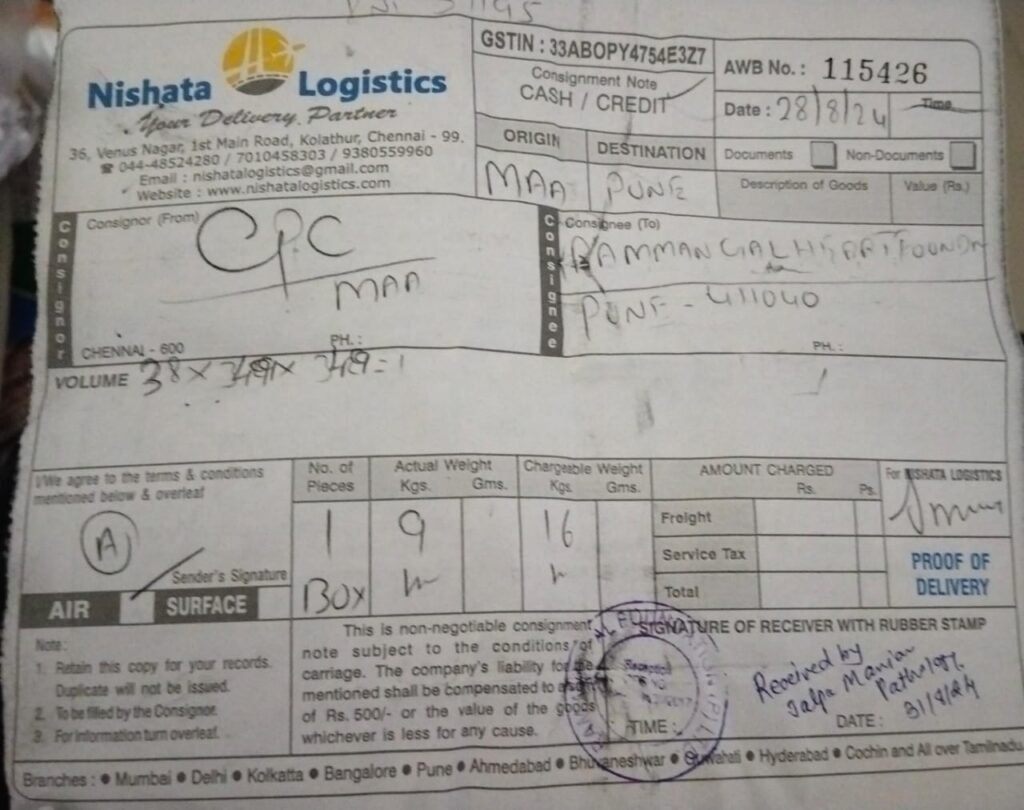 Nishata Logistics
Your Delivery Partner
36, Venus Nagar, 1st Main Road, Kolathur, Chennai - 99.
☎ 044-48524280 / 7010458303 / 9380559960
Email : nishatalogistics@gmail.com
Website : www.nishatalogistics.com
GSTIN : 33ABOPY4754E3Z7
Consignment Note
CASH / CREDIT
AWB No. : 115426
Date : 28/8/24 Time
ORIGIN DESTINATION
MAA PUNE
Documents Non-Documents
Description of Goods Value (Rs.)
Consignor
Consignor (From)
CPC
MAA
CHENNAI - 600 PH. :
Consignee
Consignee (To)
PUNE - 411040
PH. :
VOLUME 38 x
I/We agree to the terms & conditions
mentioned below & overleaf
A
Sender's Signature
AIR SURFACE
No. of Pieces
Actual Weight
Kgs. Gms.
Chargeable Weight
Kgs. Gms.
1 9 16
BOX
AMOUNT CHARGED
Rs. Ps.
Freight
Service Tax
Total
For NISHATA LOGISTICS
PROOF OF
DELIVERY
Note :
1. Retain this copy for your records.
Duplicate will not be issued.
2. To be filled by the Consignor.
3. For information turn overleaf.
This is non-negotiable consignment
note subject to the conditions of
carriage. The company's liability for the
mentioned shall be compensated to a
of Rs. 500/- or the value of the goods
whichever is less for any cause.
SIGNATURE OF RECEIVER WITH RUBBER STAMP
Received by
Pathology
31/8/24
TIME : DATE :
Branches : ● Mumbai ● Delhi ● Kolkatta ● Bangalore ● Pune ● Ahmedabad ● Bhubaneshwar ● Guwahati ● Hyderabad ● Cochin and All over Tamilnadu